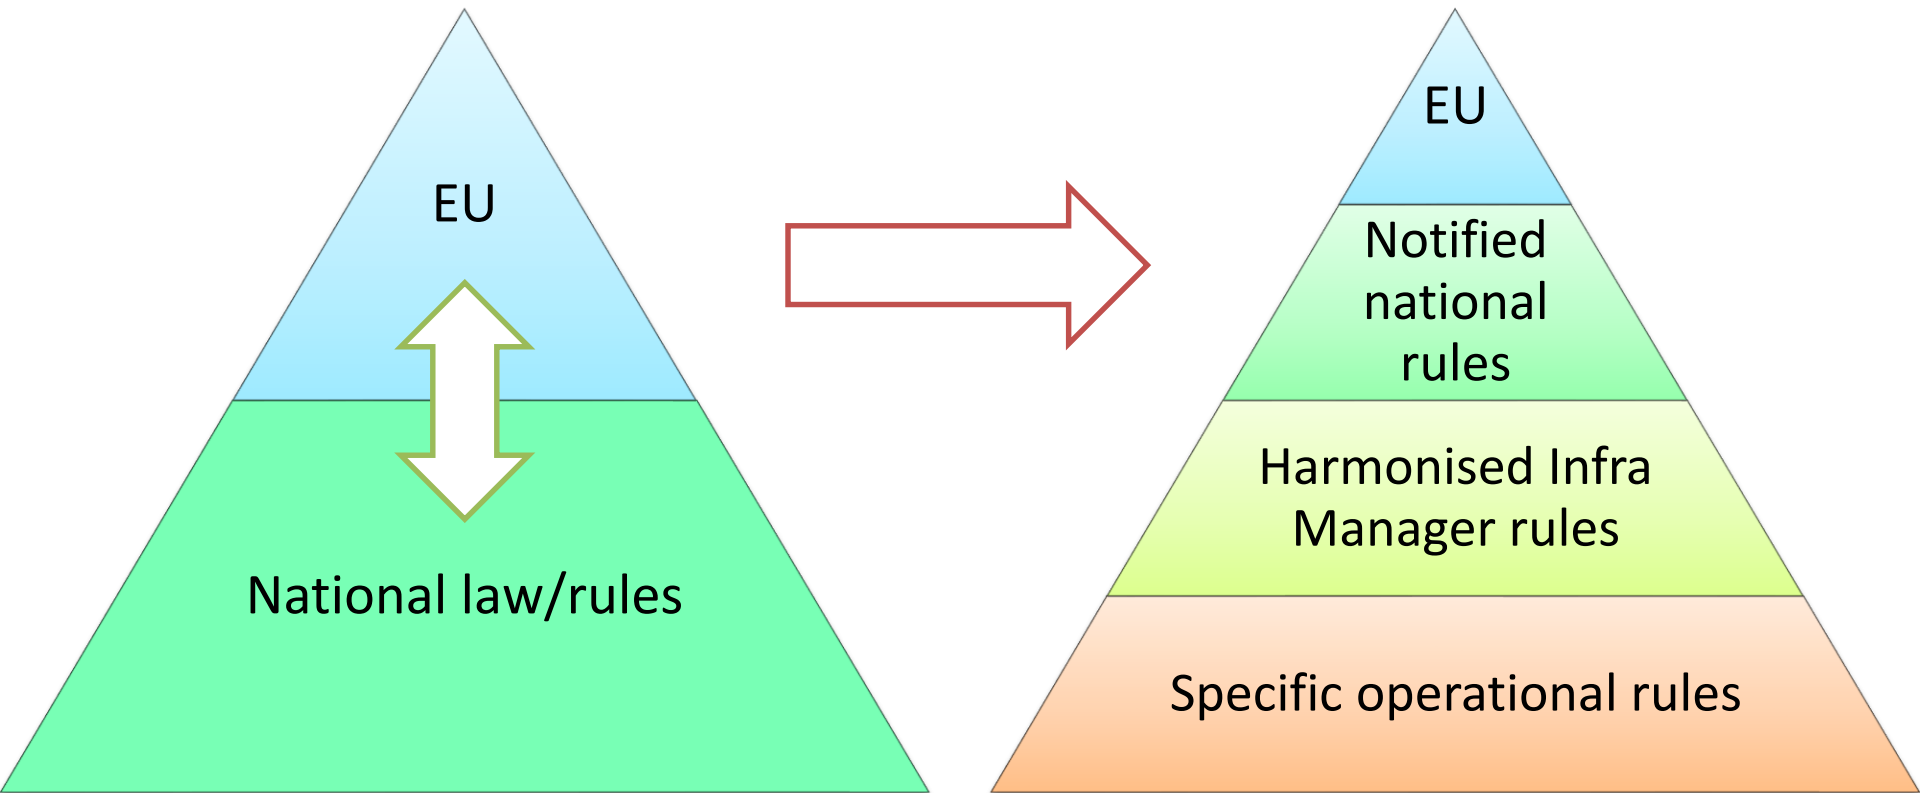 EU
National law/rules
EU
Notified
national
rules
Harmonised Infra
Manager rules
Specific operational rules